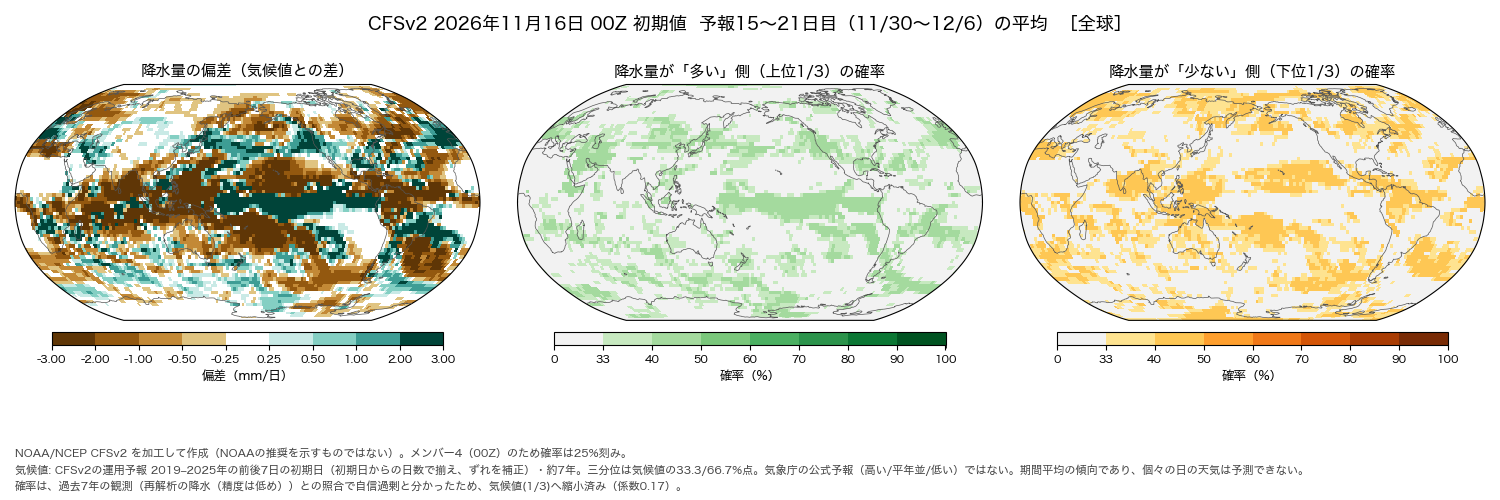 CFSv2 2026年11月16日 00Z 初期値 予報15～21日目（11/30～12/6）の平均 ［全球］
降水量の偏差（気候値との差）
降水量が「多い」側（上位1/3）の確率
降水量が「少ない」側（下位1/3）の確率
-3.00 -2.00 -1.00 -0.50 -0.25 0.25 0.50 1.00 2.00 3.00
偏差（mm/日）
0 33 40 50 60 70 80 90 100
確率（%）
0 33 40 50 60 70 80 90 100
確率（%）
NOAA/NCEP CFSv2 を加工して作成（NOAAの推奨を示すものではない）。メンバー4（00Z）のため確率は25%刻み。
気候値: CFSv2の運用予報 2019–2025年の前後7日の初期日（初期日からの日数で揃え、ずれを補正）・約7年。三分位は気候値の33.3/66.7%点。気象庁の公式予報（高い/平年並/低い）ではない。期間平均の傾向であり、個々の日の天気は予測できない。
確率は、過去7年の観測（再解析の降水（精度は低め））との照合で自信過剰と分かったため、気候値(1/3)へ縮小済み（係数0.17）。